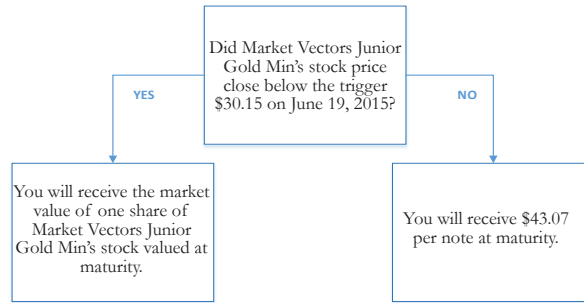 Did Market Vectors Junior
Gold Min's stock price
close below the trigger
$30.15 on June 19, 2015?
YES
NO
You will receive the market
value of one share of
Market Vectors Junior
Gold Min's stock valued at
maturity.
You will receive $43.07
per note at maturity.